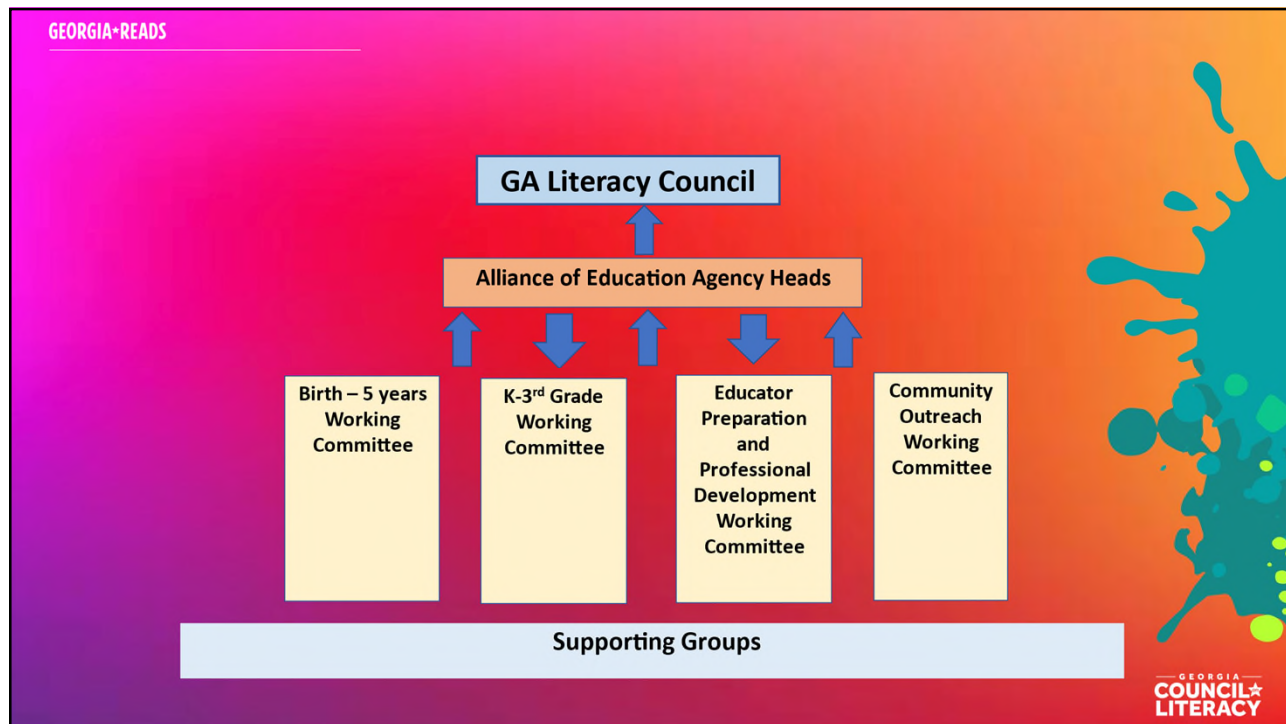 GEORGIA★READS
GA Literacy Council
Alliance of Education Agency Heads
Birth – 5 years
Working
Committee
K-3rd Grade
Working
Committee
Educator
Preparation
and
Professional
Development
Working
Committee
Community
Outreach
Working
Committee
Supporting Groups
GEORGIA
COUNCIL
LITERACY